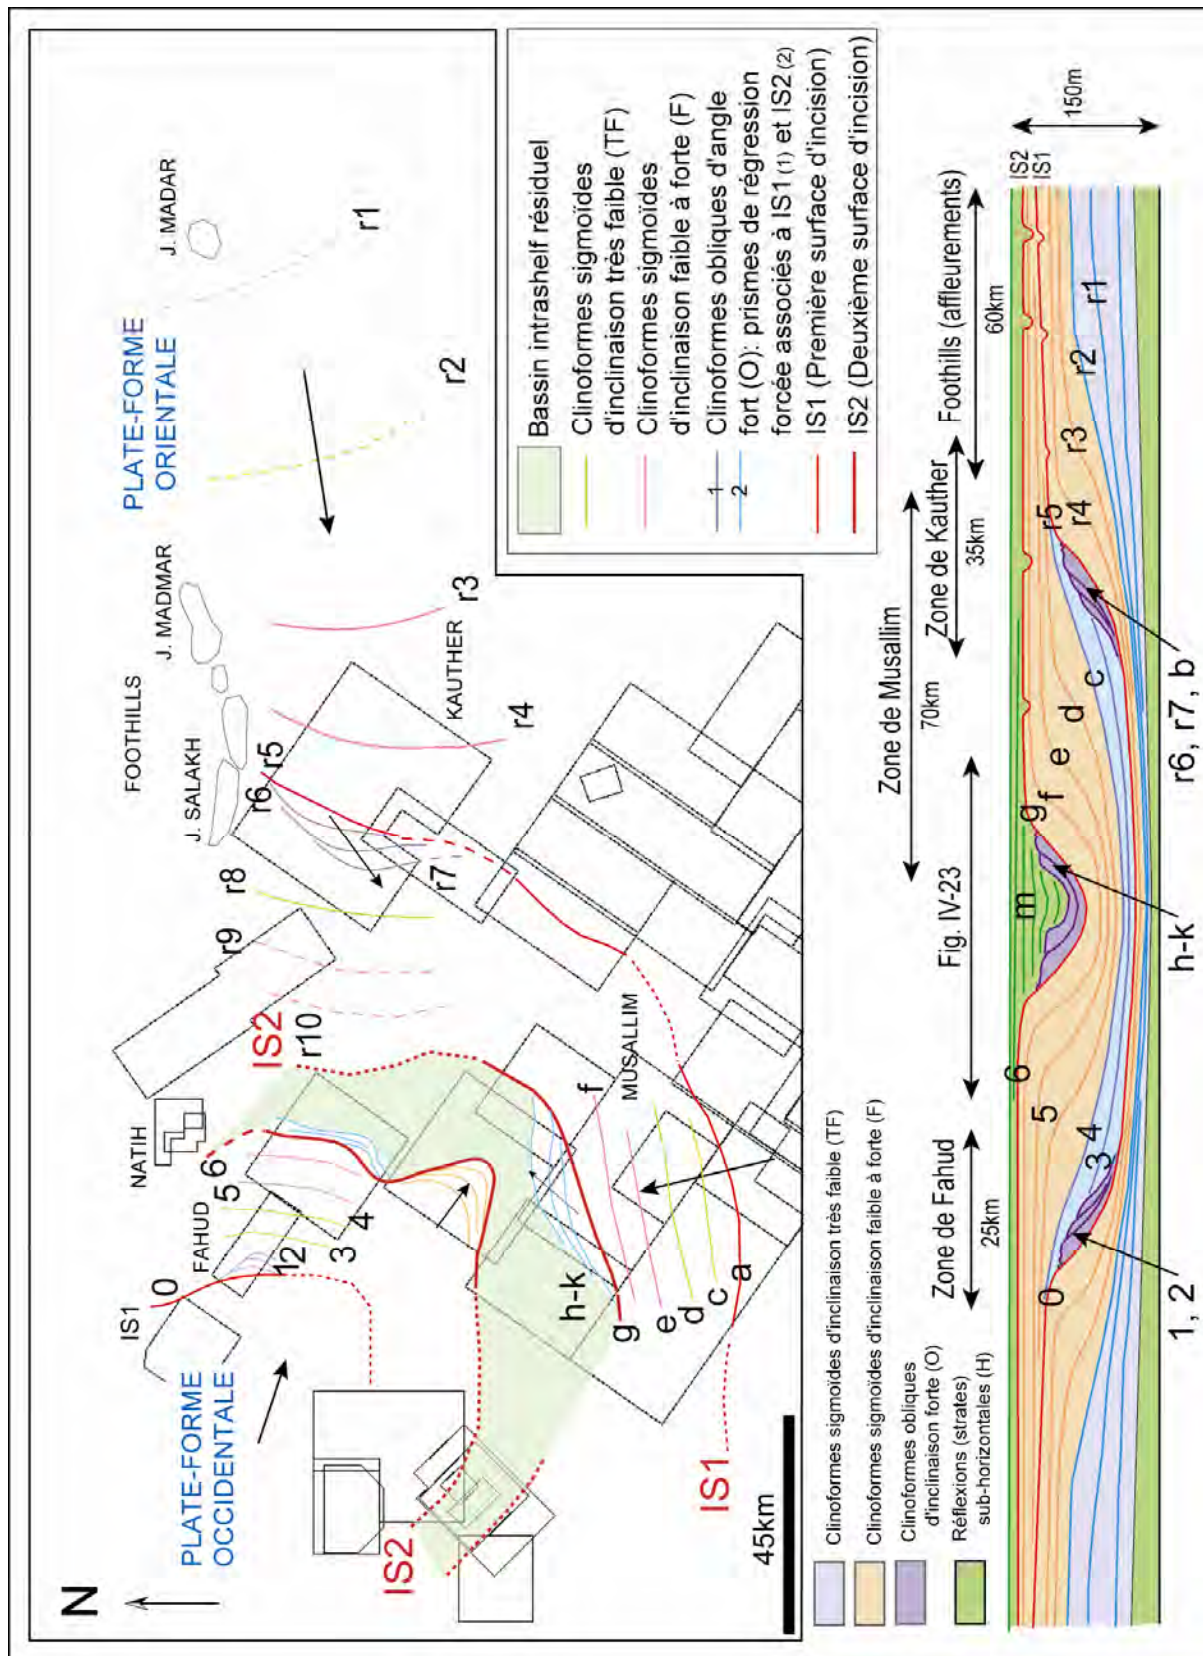 N
PLATE-FORME
OCCIDENTALE
PLATE-FORME
ORIENTALE
FOOTHILLS
J. SALAKH
J. MADMAR
J. MADAR
NATIH
FAHUD
KAUTHER
MUSALLIM
IS1
0
1
2
3
4
5
6
IS2
r10
r9
r8
r7
r6
r5
r4
r3
r2
r1
IS2
IS1
h-k
g
f
e
d
c
a
45km
Bassin intrashelf résiduel
Clinoformes sigmoïdes
d'inclinaison très faible (TF)
Clinoformes sigmoïdes
d'inclinaison faible à forte (F)
1
2
Clinoformes obliques d'angle
fort (O): prismes de régression
forcée associés à IS1(1) et IS2(2)
IS1 (Première surface d'incision)
IS2 (Deuxième surface d'incision)
Clinoformes sigmoïdes d'inclinaison très faible (TF)
Clinoformes sigmoïdes d'inclinaison faible à forte (F)
Clinoformes obliques
d'inclinaison forte (O)
Réflexions (strates)
sub-horizontales (H)
Zone de Fahud
25km
Fig. IV-23
Zone de Musallim
70km
Zone de Kauther
35km
Foothills (affleurements)
60km
IS2
IS1
150m
0
3
4
5
6
m
g
f
e
d
c
r5
r4
r3
r2
r1
1, 2
h-k
r6, r7, b